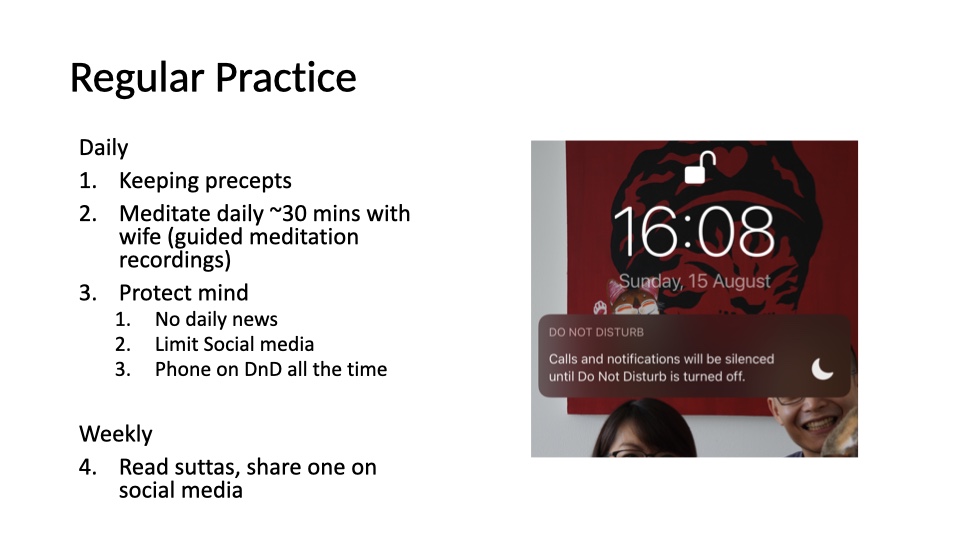 Regular Practice
Daily
1. Keeping precepts
2. Meditate daily ~30 mins with
wife (guided meditation
recordings)
3. Protect mind
1. No daily news
2. Limit Social media
3. Phone on DnD all the time
Weekly
4. Read suttas, share one on
social media
16:08
Sunday, 15 August
DO NOT DISTURB
Calls and notifications will be silenced
until Do Not Disturb is turned off.